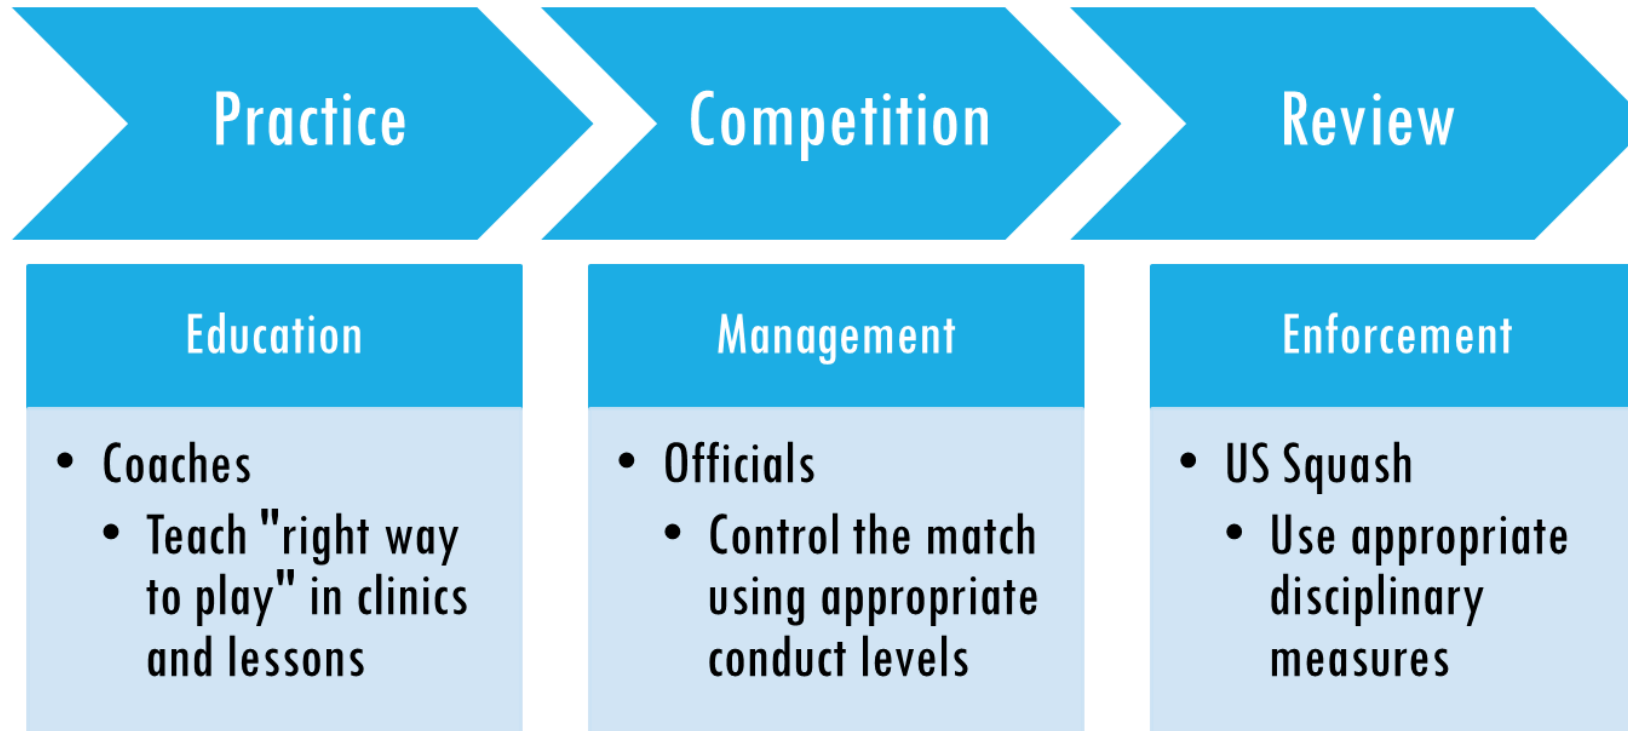 Practice
Competition
Review
Education
• Coaches
• Teach "right way
to play" in clinics
and lessons
Management
• Officials
• Control the match
using appropriate
conduct levels
Enforcement
• US Squash
• Use appropriate
disciplinary
measures